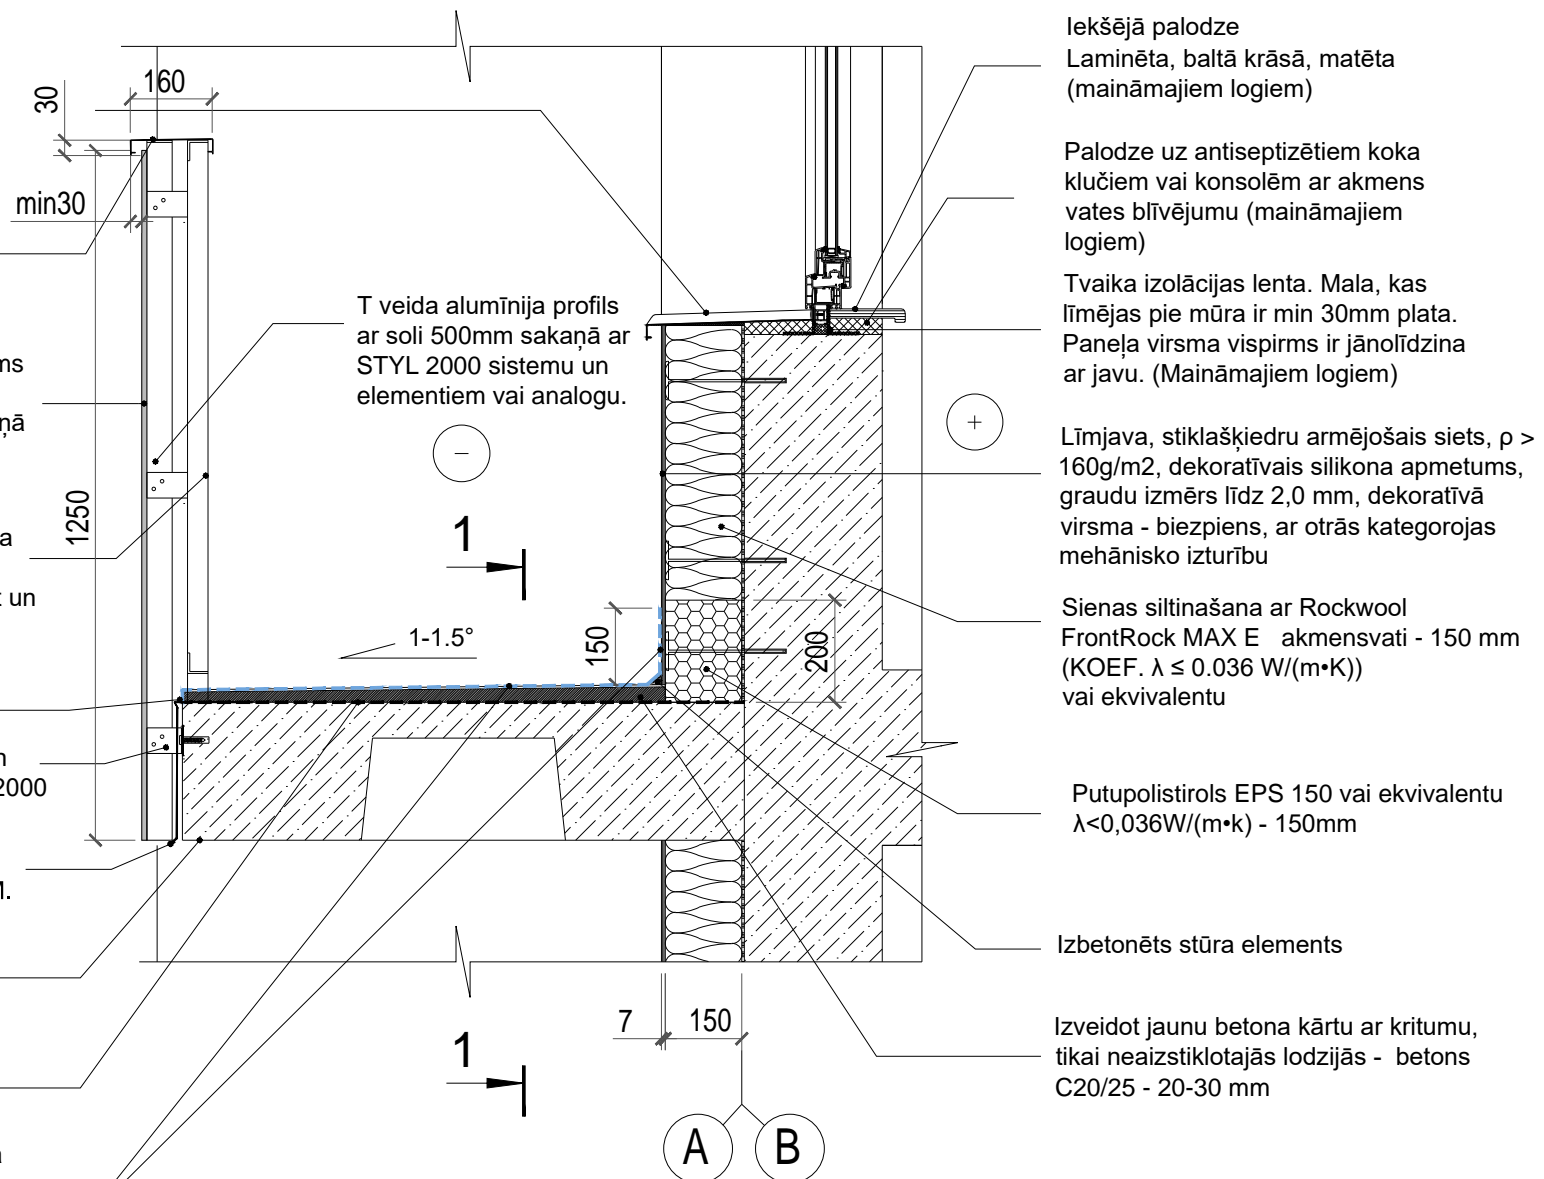 Iekšējā palodze
Laminēta, baltā krāsā, matēta
(maināmajiem logiem)
Palodze uz antiseptizētiem koka
klučiem vai konsolēm ar akmens
vates blīvējumu (maināmajiem
logiem)
Tvaika izolācijas lenta. Mala, kas
līmējas pie mūra ir min 30mm plata.
Paneļa virsma vispirms ir jānolīdzina
ar javu. (Maināmajiem logiem)
Līmjava, stiklašķiedru armējošais siets, ρ >
160g/m2, dekoratīvais silikona apmetums,
graudu izmērs līdz 2,0 mm, dekoratīvā
virsma - biezpiens, ar otrās kategorojas
mehānisko izturību
Sienas siltinašana ar Rockwool
FrontRock MAX E akmensvati - 150 mm
(KOEF. λ ≤ 0.036 W/(m•K))
vai ekvivalentu
Putupolistirols EPS 150 vai ekvivalentu
λ<0,036W/(m•k) - 150mm
Izbetonēts stūra elements
Izveidot jaunu betona kārtu ar kritumu,
tikai neaizstiklotajās lodzijās - betons
C20/25 - 20-30 mm
T veida alumīnija profils
ar soli 500mm sakaņā ar
STYL 2000 sistemu un
elementiem vai analogu.
160
30
min30
1250
−
+
1
1-1.5°
150
200
7
150
1
A
B
ms
ņā
a
t un
n
2000
1.
a